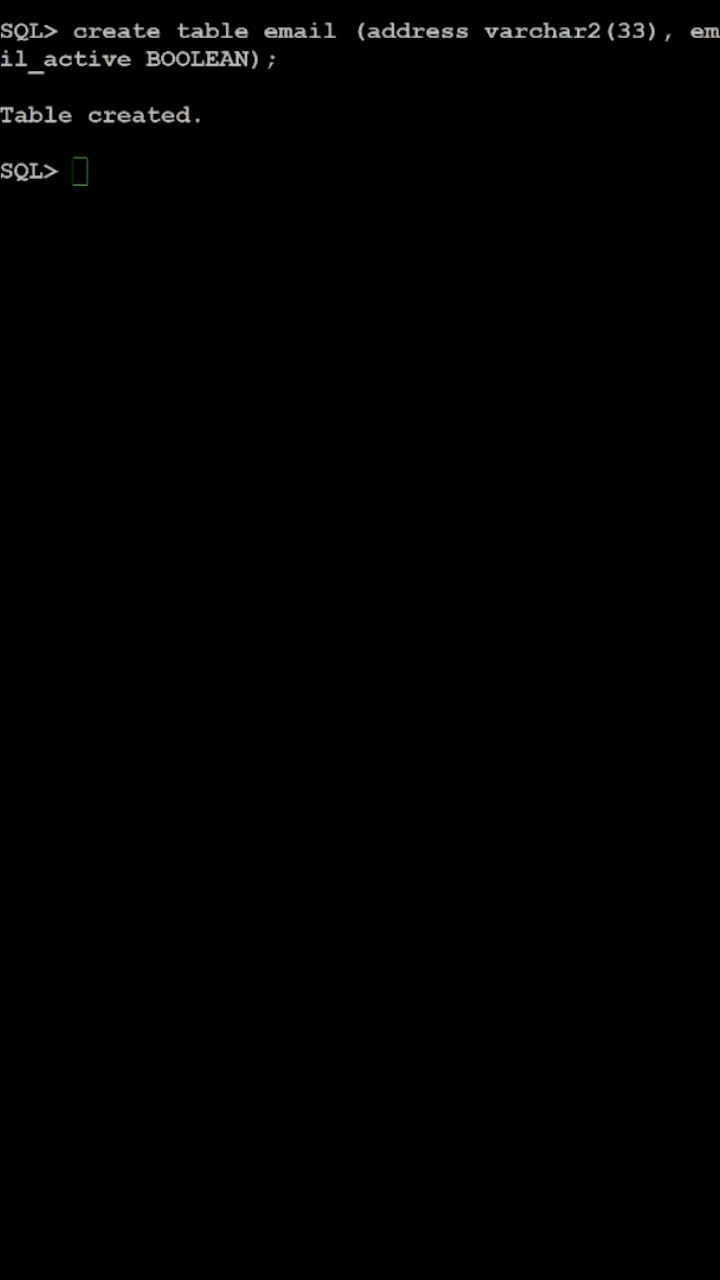 SQL> create table email (address varchar2(33), em
il_active BOOLEAN);
Table created.
SQL>